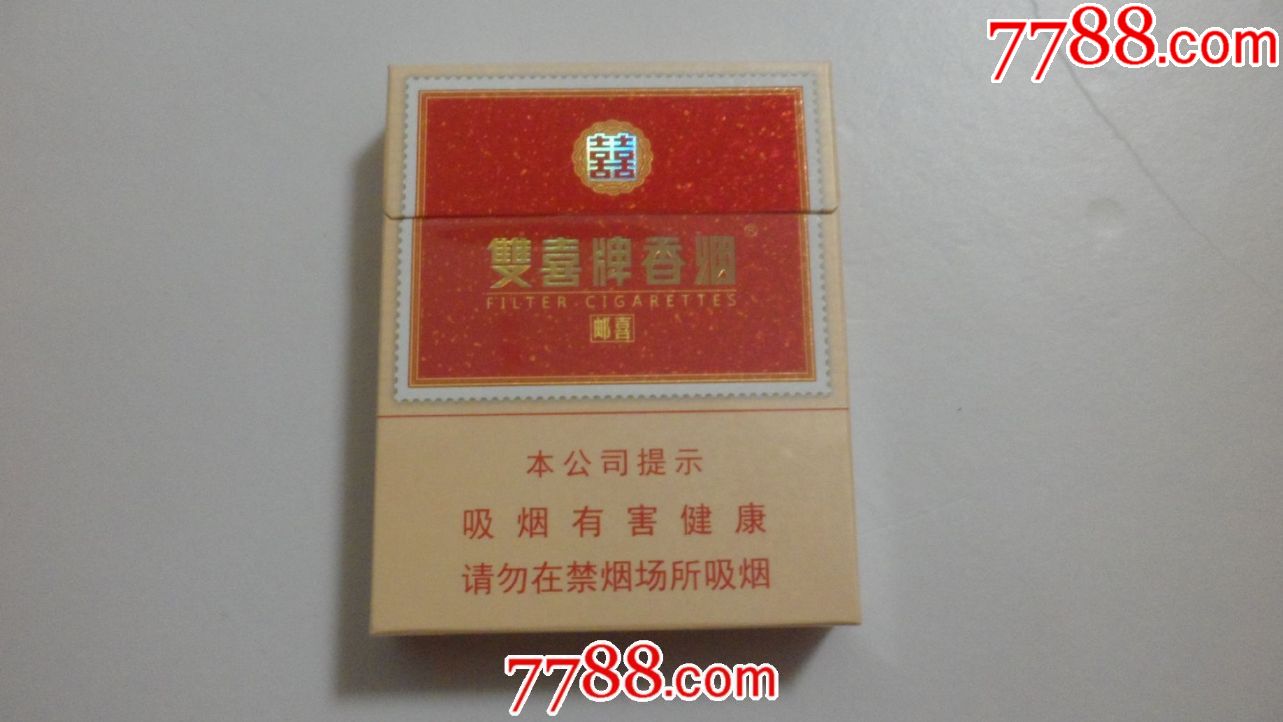 7788.com
囍
雙喜牌香烟®
FILTER CIGARETTES
邮喜
本公司提示
吸烟有害健康
请勿在禁烟场所吸烟
7788.com